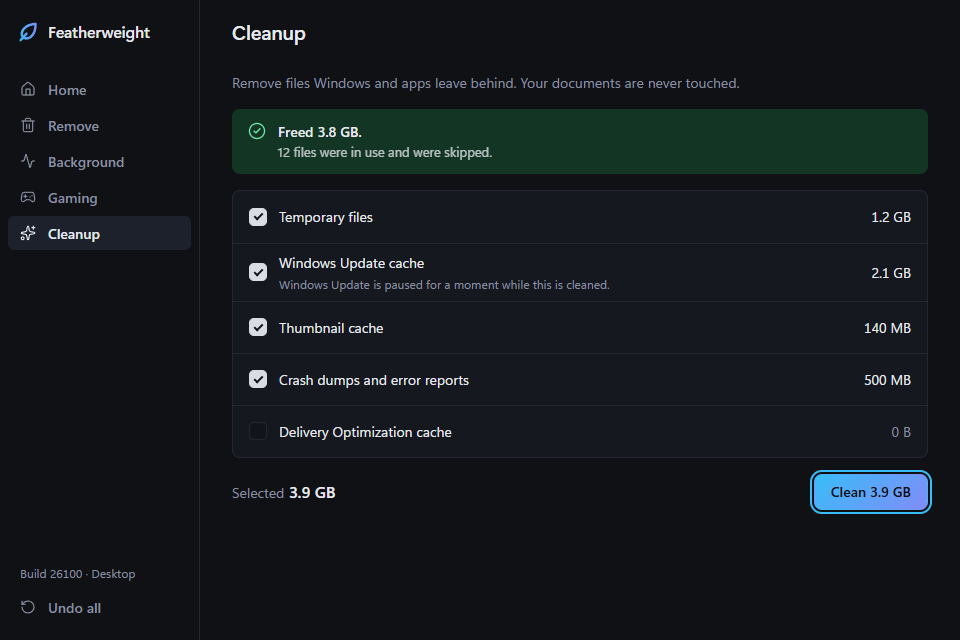 Featherweight
Home
Remove
Background
Gaming
Cleanup
Build 26100 · Desktop
Undo all
Cleanup
Remove files Windows and apps leave behind. Your documents are never touched.
Freed 3.8 GB.
12 files were in use and were skipped.
Temporary files 1.2 GB
Windows Update cache 2.1 GB
Windows Update is paused for a moment while this is cleaned.
Thumbnail cache 140 MB
Crash dumps and error reports 500 MB
Delivery Optimization cache 0 B
Selected 3.9 GB Clean 3.9 GB